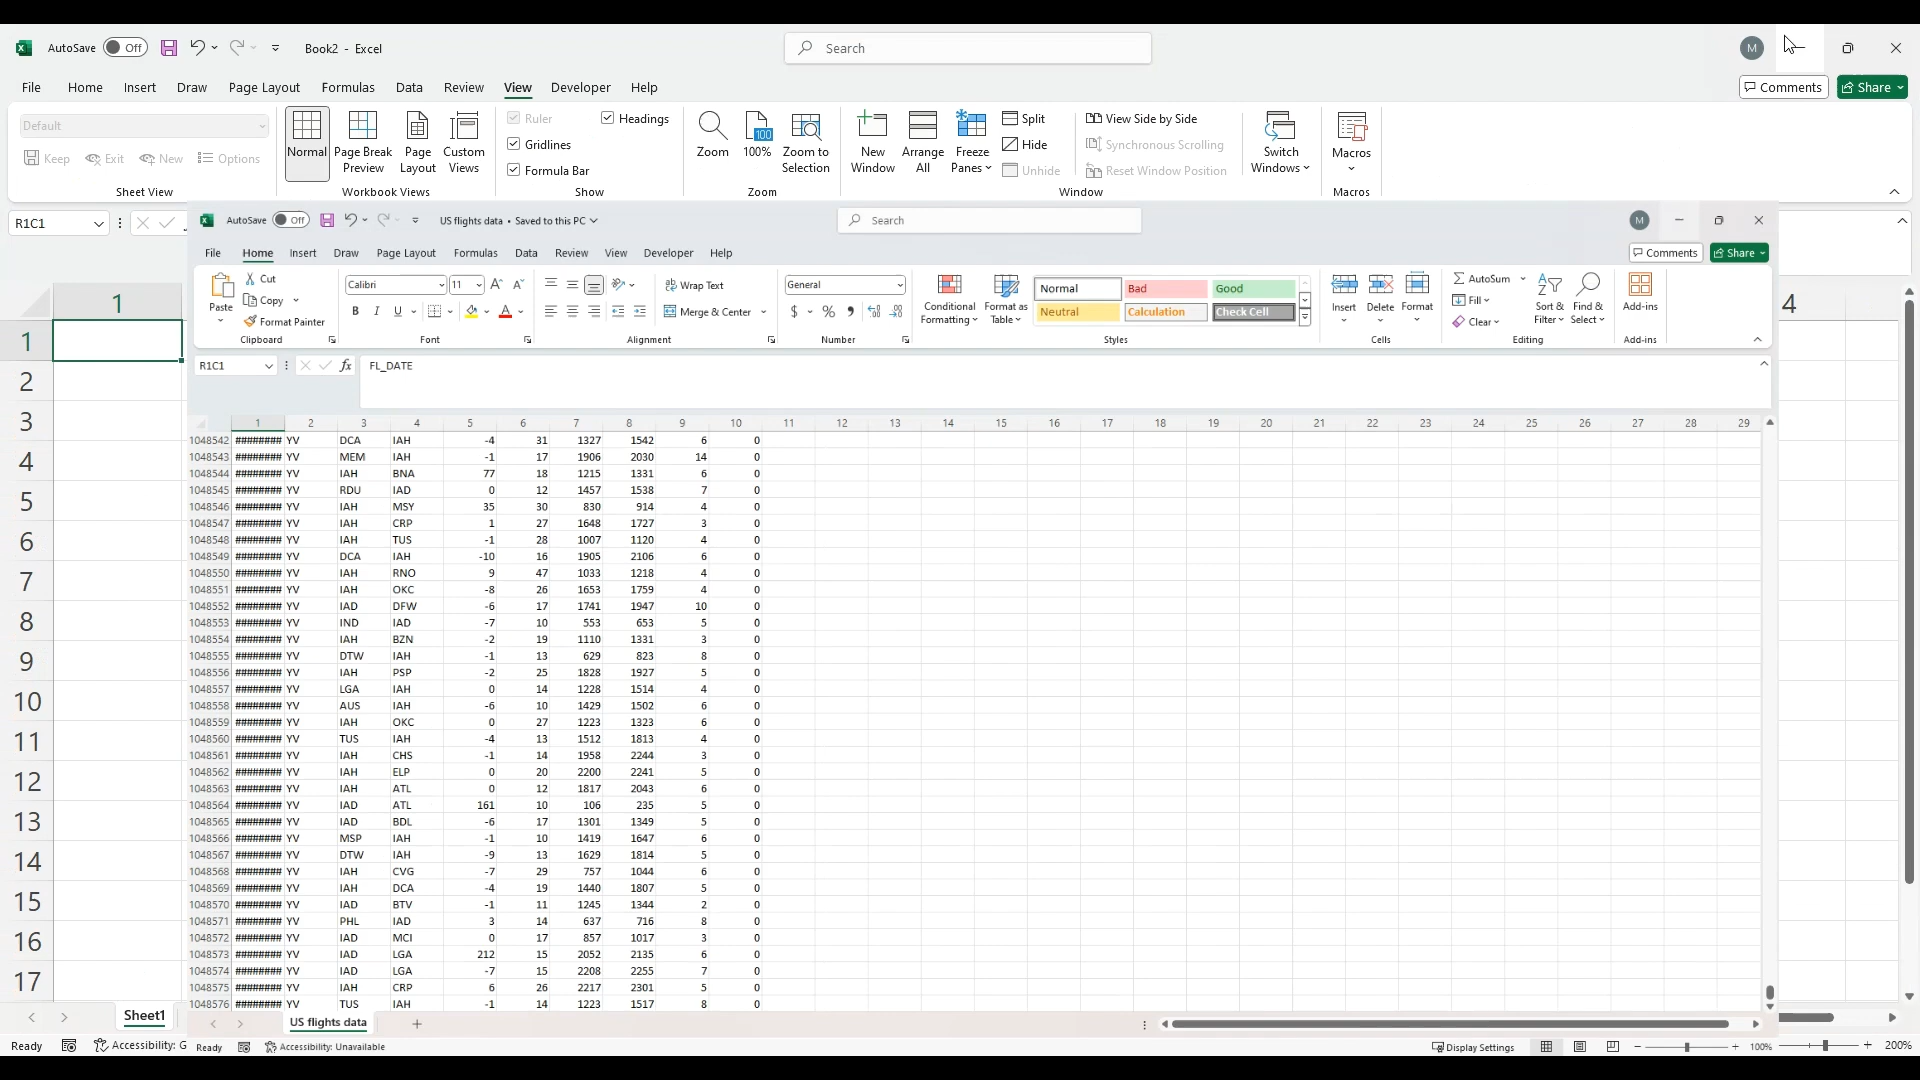 AutoSave Off Book2 - Excel Search M
File Home Insert Draw Page Layout Formulas Data Review View Developer Help Comments Share
Default Ruler Headings
Keep Exit New Options
Normal Page Break Preview Page Layout Custom Views
Gridlines
Formula Bar
Zoom 100% Zoom to Selection
New Window Arrange All Freeze Panes Split Hide Unhide
View Side by Side
Synchronous Scrolling
Reset Window Position
Switch Windows Macros
Sheet View Workbook Views Show Zoom Window Macros
R1C1
AutoSave Off US flights data • Saved to this PC Search M
File Home Insert Draw Page Layout Formulas Data Review View Developer Help Comments Share
Paste Cut Copy Format Painter
Calibri 11 B I U
Wrap Text
Merge & Center
General
$ %
Conditional Formatting Format as Table
Normal Bad Good
Neutral Calculation Check Cell
Insert Delete Format
AutoSum Fill Clear
Sort & Filter Find & Select Add-ins
Clipboard Font Alignment Number Styles Cells Editing Add-ins
R1C1 fx FL_DATE
1 4
1 2 3 4 5 6 7 8 9 10 11 12 13 14 15 16 17 18 19 20 21 22 23 24 25 26 27 28 29
1048542 ######## YV DCA IAH -4 31 1327 1542 6 0
1048543 ######## YV MEM IAH -1 17 1906 2030 14 0
1048544 ######## YV IAH BNA 77 18 1215 1331 6 0
1048545 ######## YV RDU IAD 0 12 1457 1538 7 0
1048546 ######## YV IAH MSY 35 30 830 914 4 0
1048547 ######## YV IAH CRP 1 27 1648 1727 3 0
1048548 ######## YV IAH TUS -1 28 1007 1120 4 0
1048549 ######## YV DCA IAH -10 16 1905 2106 6 0
1048550 ######## YV IAH RNO 9 47 1033 1218 4 0
1048551 ######## YV IAH OKC -8 26 1653 1759 4 0
1048552 ######## YV IAD DFW -6 17 1741 1947 10 0
1048553 ######## YV IND IAD -7 10 553 653 5 0
1048554 ######## YV IAH BZN -2 19 1110 1331 3 0
1048555 ######## YV DTW IAH -1 13 629 823 8 0
1048556 ######## YV IAH PSP -2 25 1828 1927 5 0
1048557 ######## YV LGA IAH 0 14 1228 1514 4 0
1048558 ######## YV AUS IAH -6 10 1429 1502 6 0
1048559 ######## YV IAH OKC 0 27 1223 1323 6 0
1048560 ######## YV TUS IAH -4 13 1512 1813 4 0
1048561 ######## YV IAH CHS -1 14 1958 2244 3 0
1048562 ######## YV IAH ELP 0 20 2200 2241 5 0
1048563 ######## YV IAH ATL 0 12 1817 2043 6 0
1048564 ######## YV IAD ATL 161 10 106 235 5 0
1048565 ######## YV IAD BDL -6 17 1301 1349 5 0
1048566 ######## YV MSP IAH -1 10 1419 1647 6 0
1048567 ######## YV DTW IAH -9 13 1629 1814 5 0
1048568 ######## YV IAH CVG -7 29 757 1044 6 0
1048569 ######## YV IAH DCA -4 19 1440 1807 5 0
1048570 ######## YV IAD BTV -1 11 1245 1344 2 0
1048571 ######## YV PHL IAD 3 14 637 716 8 0
1048572 ######## YV IAD MCI 0 17 857 1017 3 0
1048573 ######## YV IAD LGA 212 15 2052 2135 6 0
1048574 ######## YV IAD LGA -7 15 2208 2255 7 0
1048575 ######## YV IAH CRP 6 26 2217 2301 5 0
1048576 ######## YV TUS IAH -1 14 1223 1517 8 0
1
2
3
4
5
6
7
8
9
10
11
12
13
14
15
16
17
Sheet1 US flights data
Ready Accessibility: G Ready Accessibility: Unavailable Display Settings 100% 200%